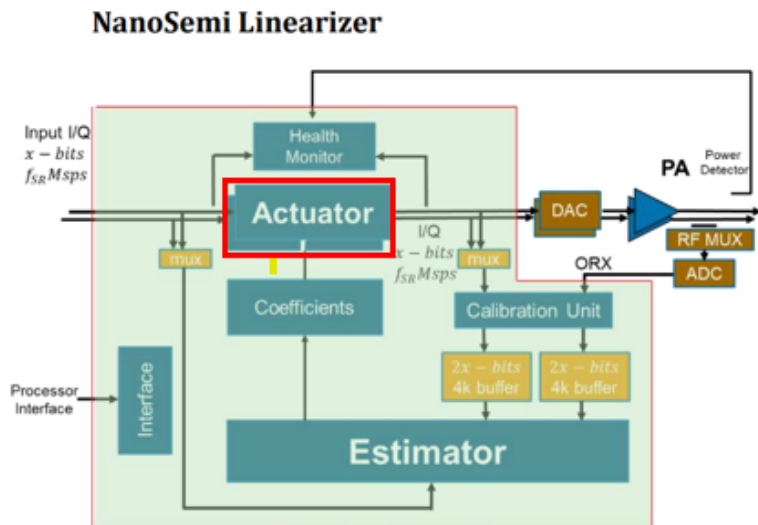 NanoSemi Linearizer
Input I/Q
x − bits
f_SR Msps
Health
Monitor
PA
Power
Detector
Actuator
DAC
I/Q
x − bits
f_SR Msps
mux
mux
RF MUX
ORX
ADC
Coefficients
Calibration Unit
2x − bits
4k buffer
2x − bits
4k buffer
Processor
Interface
Interface
Estimator